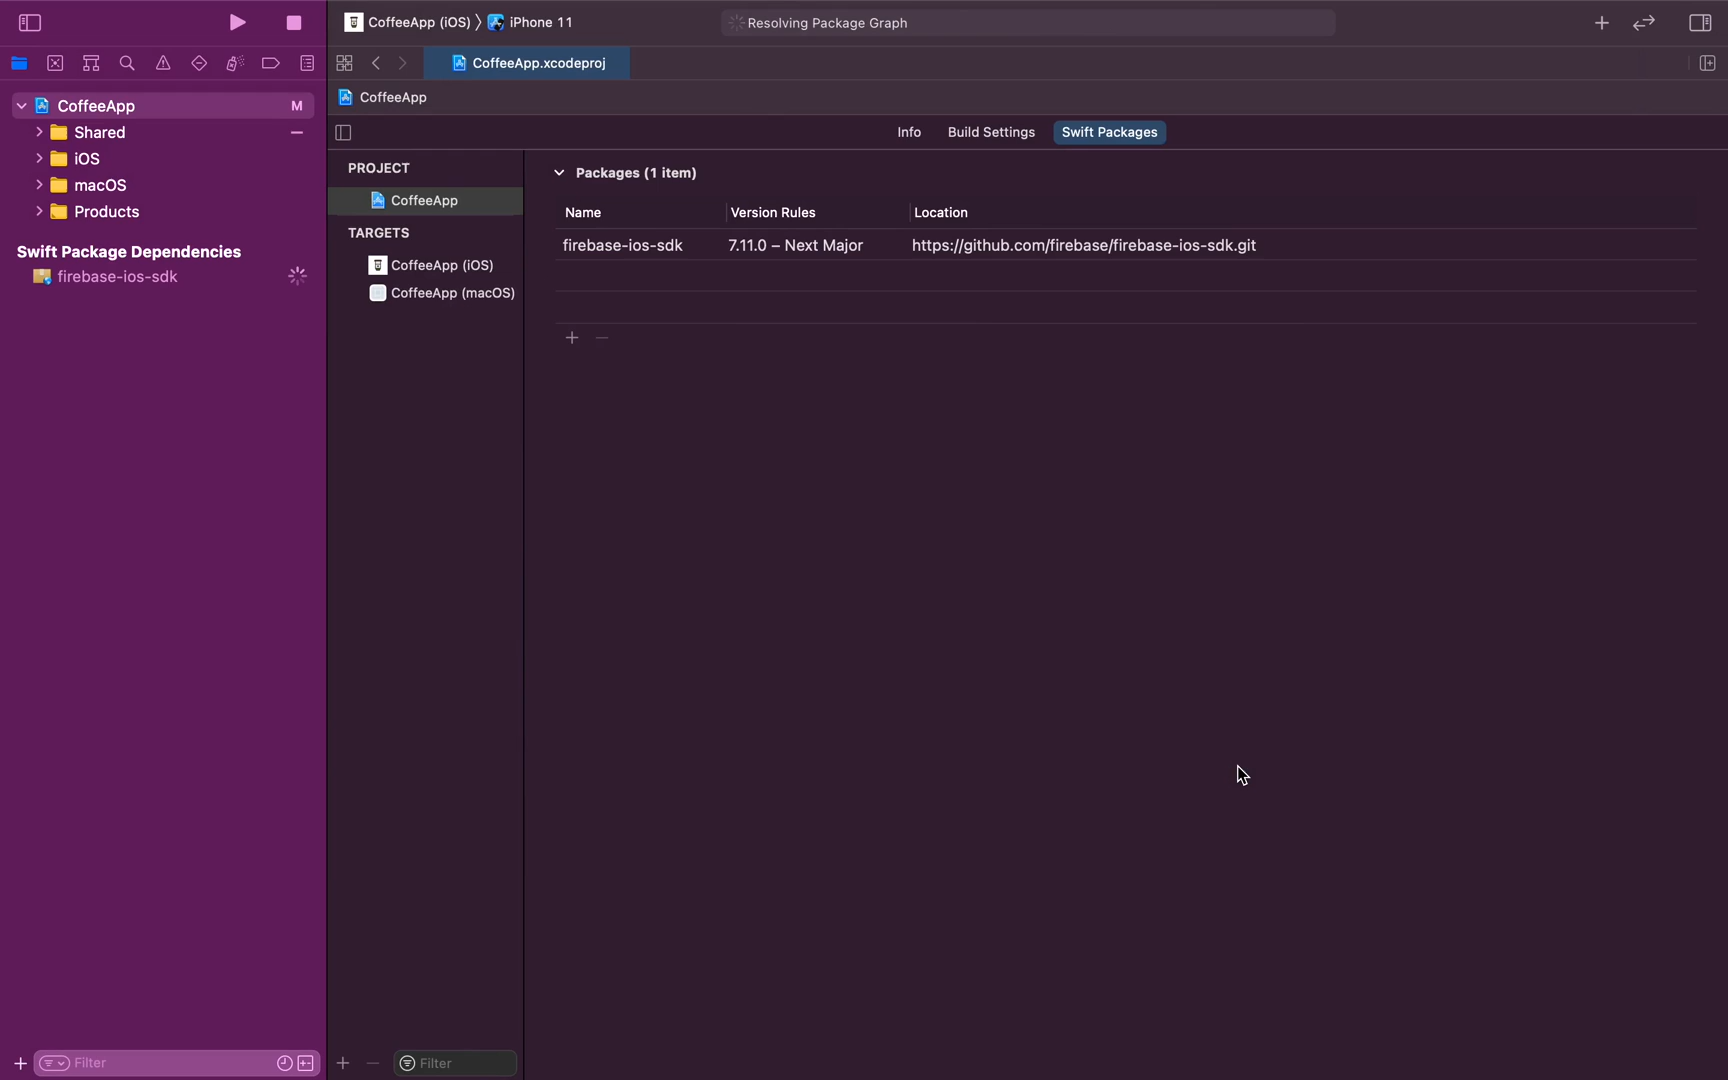 CoffeeApp (iOS) 〉 iPhone 11
Resolving Package Graph
CoffeeApp.xcodeproj
CoffeeApp M
Shared
iOS
macOS
Products
Swift Package Dependencies
firebase-ios-sdk
Filter
CoffeeApp
Info Build Settings Swift Packages
PROJECT
CoffeeApp
TARGETS
CoffeeApp (iOS)
CoffeeApp (macOS)
Filter
Packages (1 item)
Name Version Rules Location
firebase-ios-sdk 7.11.0 – Next Major https://github.com/firebase/firebase-ios-sdk.git